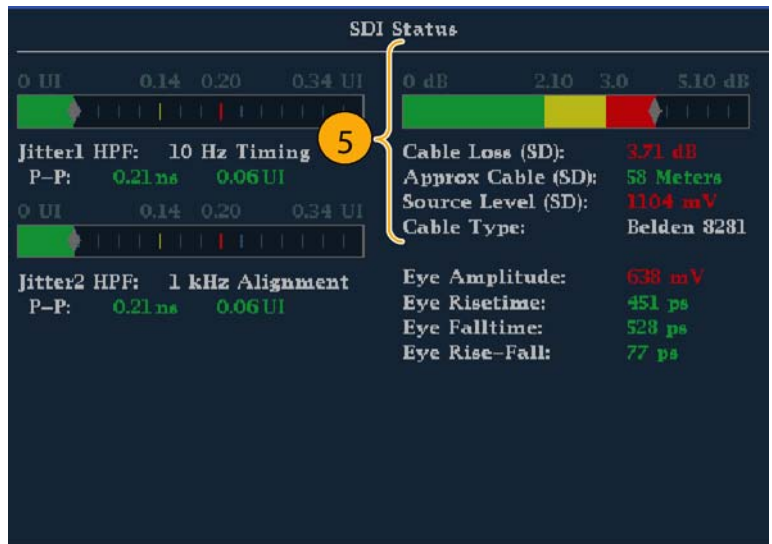 SDI Status
0 UI 0.14 0.20 0.34 UI
Jitter1 HPF: 10 Hz Timing
P-P: 0.21 ns 0.06 UI
0 UI 0.14 0.20 0.34 UI
Jitter2 HPF: 1 kHz Alignment
P-P: 0.21 ns 0.06 UI
5
0 dB 2.10 3.0 5.10 dB
Cable Loss (SD): 3.71 dB
Approx Cable (SD): 58 Meters
Source Level (SD): 1104 mV
Cable Type: Belden 8281
Eye Amplitude: 638 mV
Eye Risetime: 451 ps
Eye Falltime: 528 ps
Eye Rise-Fall: 77 ps